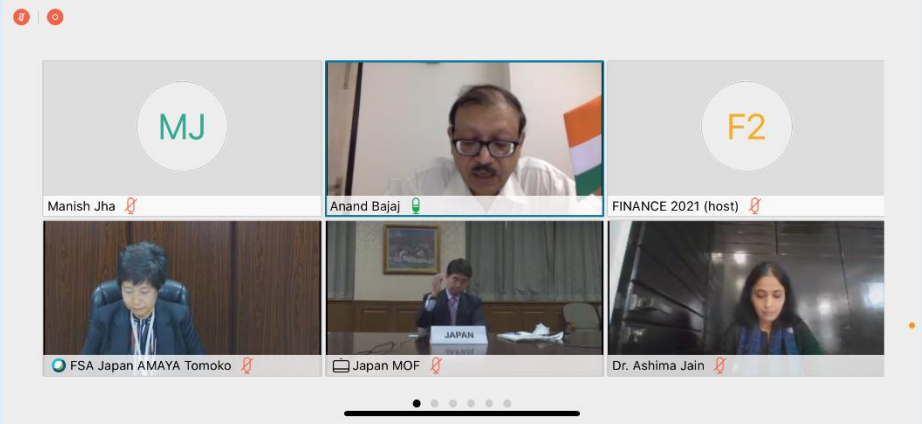 MJ
F2
Manish Jha
Anand Bajaj
FINANCE 2021 (host)
JAPAN
FSA Japan AMAYA Tomoko
Japan MOF
Dr. Ashima Jain